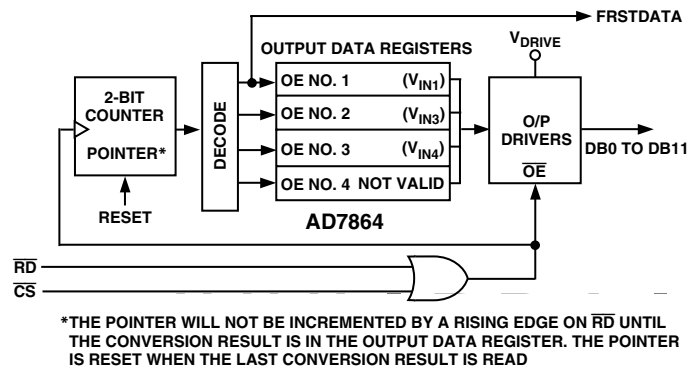 FRSTDATA
OUTPUT DATA REGISTERS
VDRIVE
2-BIT
COUNTER
POINTER*
RESET
DECODE
OE NO. 1 (VIN1)
OE NO. 2 (VIN3)
OE NO. 3 (VIN4)
OE NO. 4 NOT VALID
O/P
DRIVERS
OE
DB0 TO DB11
AD7864
RD
CS
*THE POINTER WILL NOT BE INCREMENTED BY A RISING EDGE ON RD UNTIL
THE CONVERSION RESULT IS IN THE OUTPUT DATA REGISTER. THE POINTER
IS RESET WHEN THE LAST CONVERSION RESULT IS READ